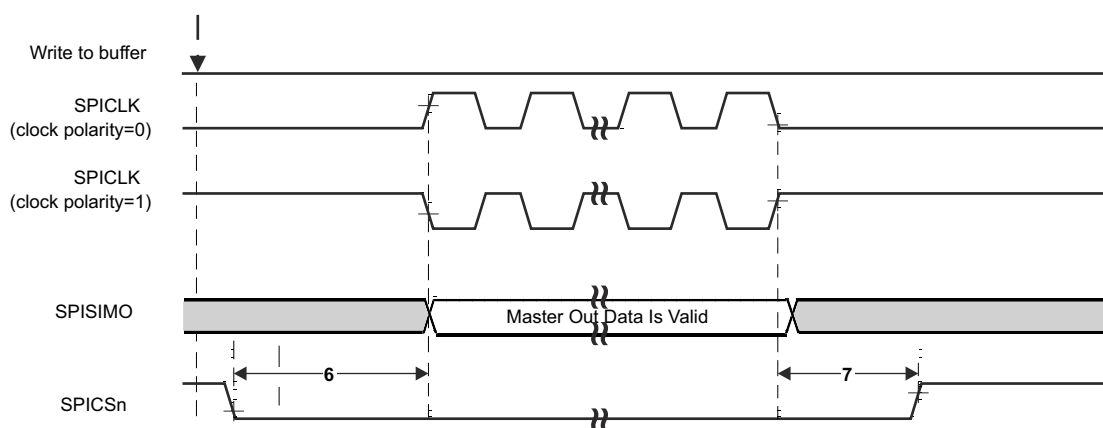 Write to buffer
SPICLK
(clock polarity=0)
SPICLK
(clock polarity=1)
SPISIMO
Master Out Data Is Valid
6
7
SPICSn